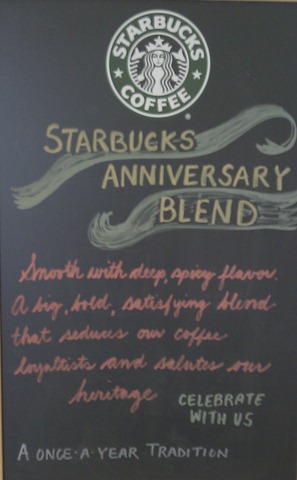 STARBUCKS
COFFEE
STARBUCKS
ANNIVERSARY
BLEND
Smooth with deep, spicy flavor.
A big, bold, satisfying blend
that seduces our coffee
loyaltists and salutes our
heritage
CELEBRATE
WITH US
A ONCE-A-YEAR TRADITION